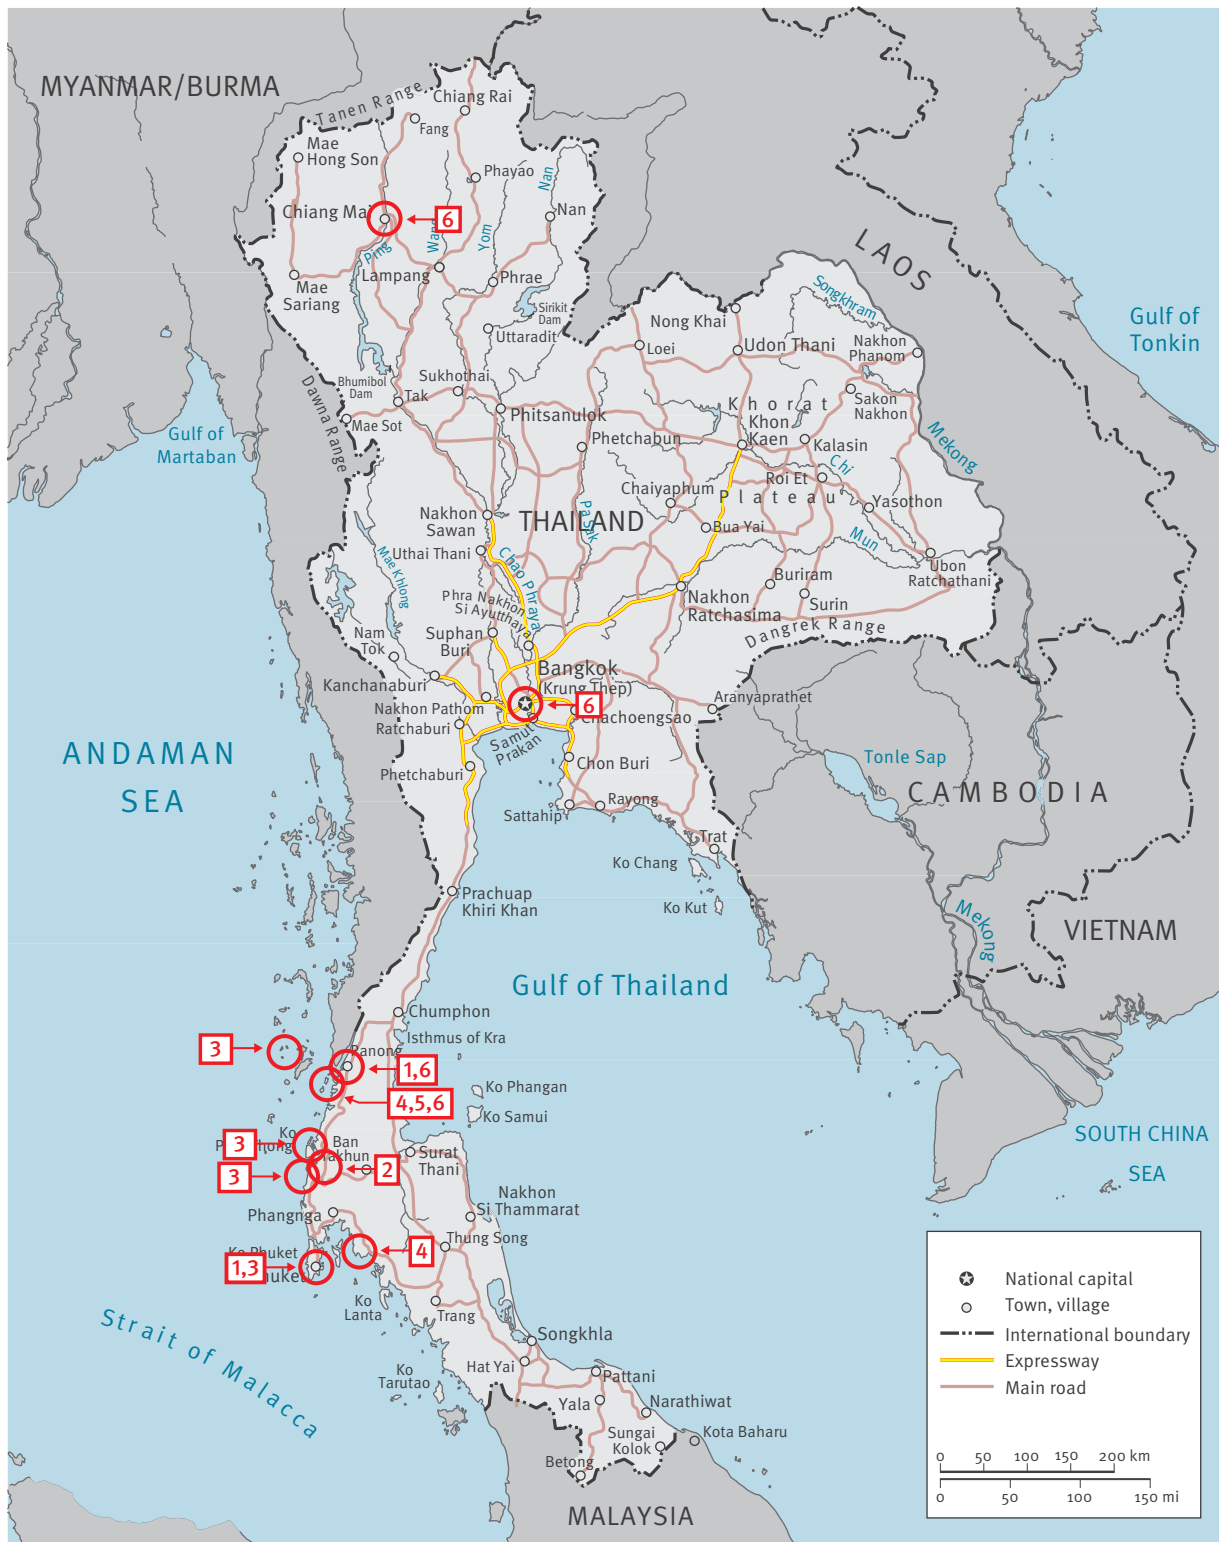 MYANMAR/BURMA
Tanen Range
Chiang Rai
Fang
Mae
Hong Son
Phayao
Nan
Chiang Mai
6
Nan
Ping
Wang
Yom
Lampang
Phrae
Mae
Sariang
Sirikit
Dam
Uttaradit
LAOS
Songkhram
Nong Khai
Loei
Udon Thani
Nakhon
Phanom
Gulf of
Tonkin
Bhumibol
Dam
Sukhothai
Tak
Dawna Range
Mae Sot
Phitsanulok
Khorat
Sakon
Nakhon
Khon
Kaen
Kalasin
Phetchabun
Mekong
Gulf of
Martaban
Roi Et
Chi
Chaiyaphum
Plateau
Yasothon
Pa Sak
Nakhon
Sawan
THAILAND
Bua Yai
Mun
Uthai Thani
Mae Khlong
Chao Phraya
Ubon
Ratchathani
Buriram
Phra Nakhon
Si Ayutthaya
Nakhon
Ratchasima
Surin
Dangrek Range
Nam
Tok
Suphan
Buri
Bangkok
(Krung Thep)
Kanchanaburi
6
Aranyaprathet
Nakhon Pathom
Chachoengsao
Ratchaburi
Samut
Prakan
ANDAMAN
SEA
Phetchaburi
Chon Buri
Tonle Sap
CAMBODIA
Sattahip
Rayong
Trat
Ko Chang
Ko Kut
Prachuap
Khiri Khan
Mekong
VIETNAM
Gulf of Thailand
Chumphon
Isthmus of Kra
3
Ranong
1,6
Ko Phangan
4,5,6
Ko Samui
Ko
3
Ban
Surat
Thani
2
3
SOUTH CHINA
SEA
Nakhon
Si Thammarat
Phangnga
Thung Song
Ko Phuket
4
1,3
Phuket
Ko
Lanta
Trang
Strait of Malacca
Songkhla
Hat Yai
Ko
Tarutao
Pattani
Yala
Narathiwat
Sungai
Kolok
Kota Baharu
Betong
MALAYSIA
National capital
Town, village
International boundary
Expressway
Main road
0 50 100 150 200 km
0 50 100 150 mi